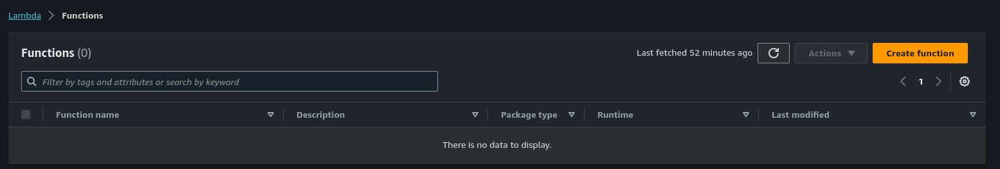 Lambda Functions
Functions (0) Last fetched 52 minutes ago Actions Create function
Filter by tags and attributes or search by keyword 1
Function name Description Package type Runtime Last modified
There is no data to display.